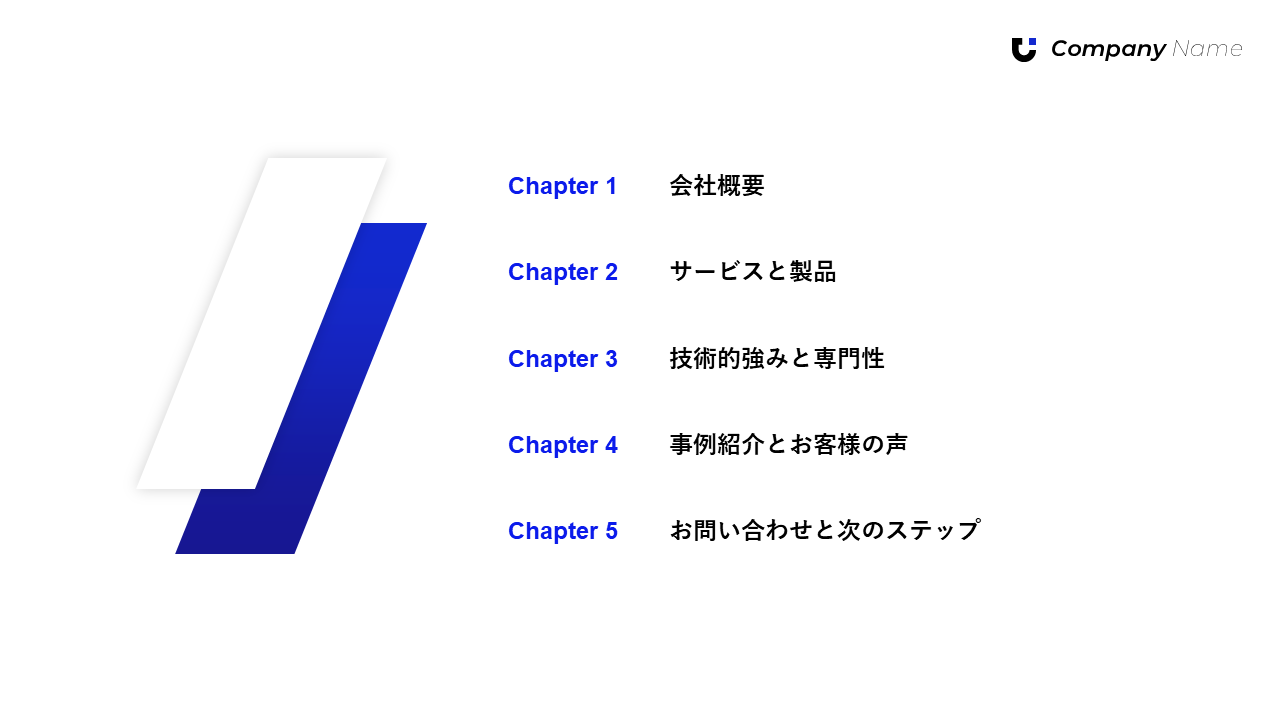 Company Name
Chapter 1 会社概要
Chapter 2 サービスと製品
Chapter 3 技術的強みと専門性
Chapter 4 事例紹介とお客様の声
Chapter 5 お問い合わせと次のステップ